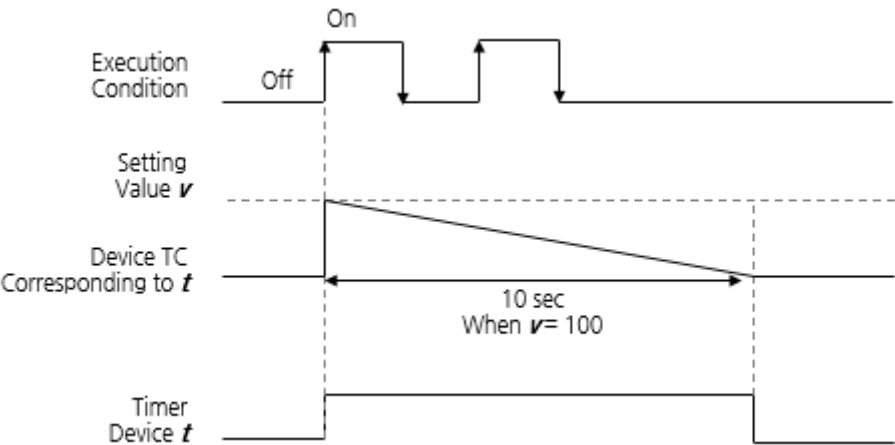 On
Execution
Condition
Off
Setting
Value v
Device TC
Corresponding to t
10 sec
When v= 100
Timer
Device t